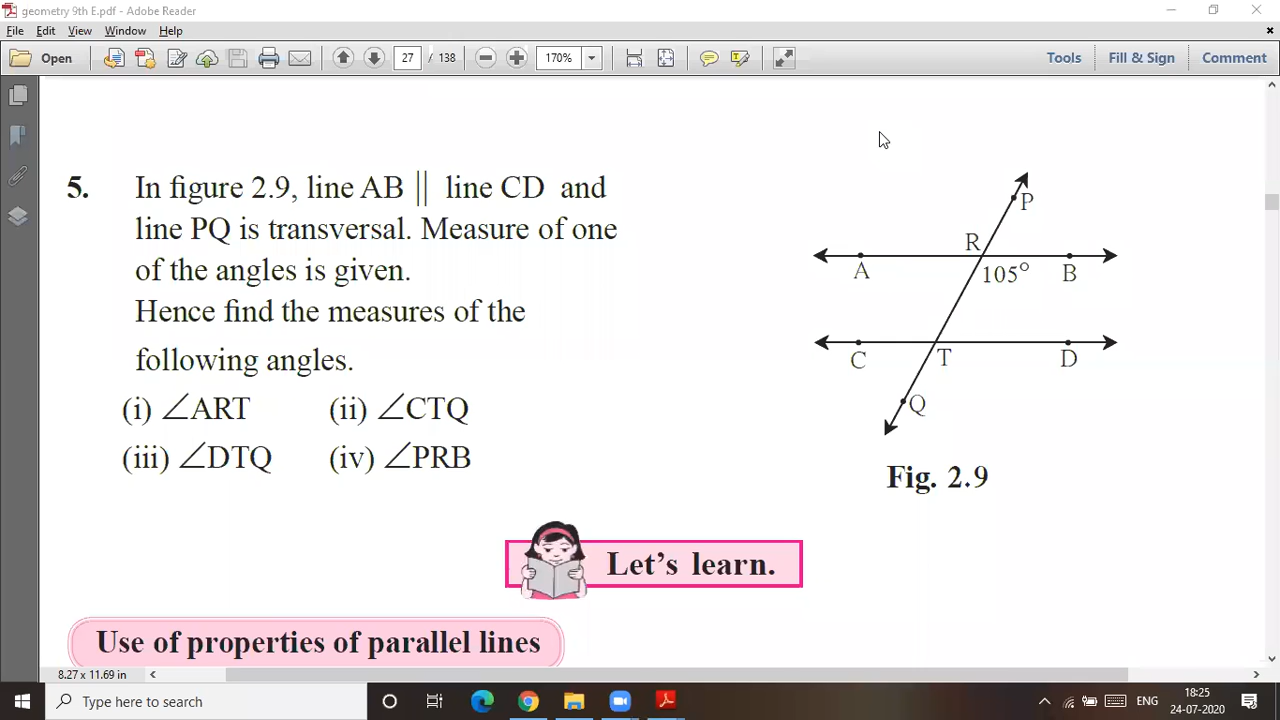 geometry 9th E.pdf - Adobe Reader
File Edit View Window Help
Open 27 / 138 170% Tools Fill & Sign Comment
5. In figure 2.9, line AB || line CD and
line PQ is transversal. Measure of one
of the angles is given.
Hence find the measures of the
following angles.
(i) ∠ART (ii) ∠CTQ
(iii) ∠DTQ (iv) ∠PRB
P
R
A 105° B
C T D
Q
Fig. 2.9
Let's learn.
Use of properties of parallel lines
8.27 x 11.69 in
Type here to search
ENG 18:25
24-07-2020